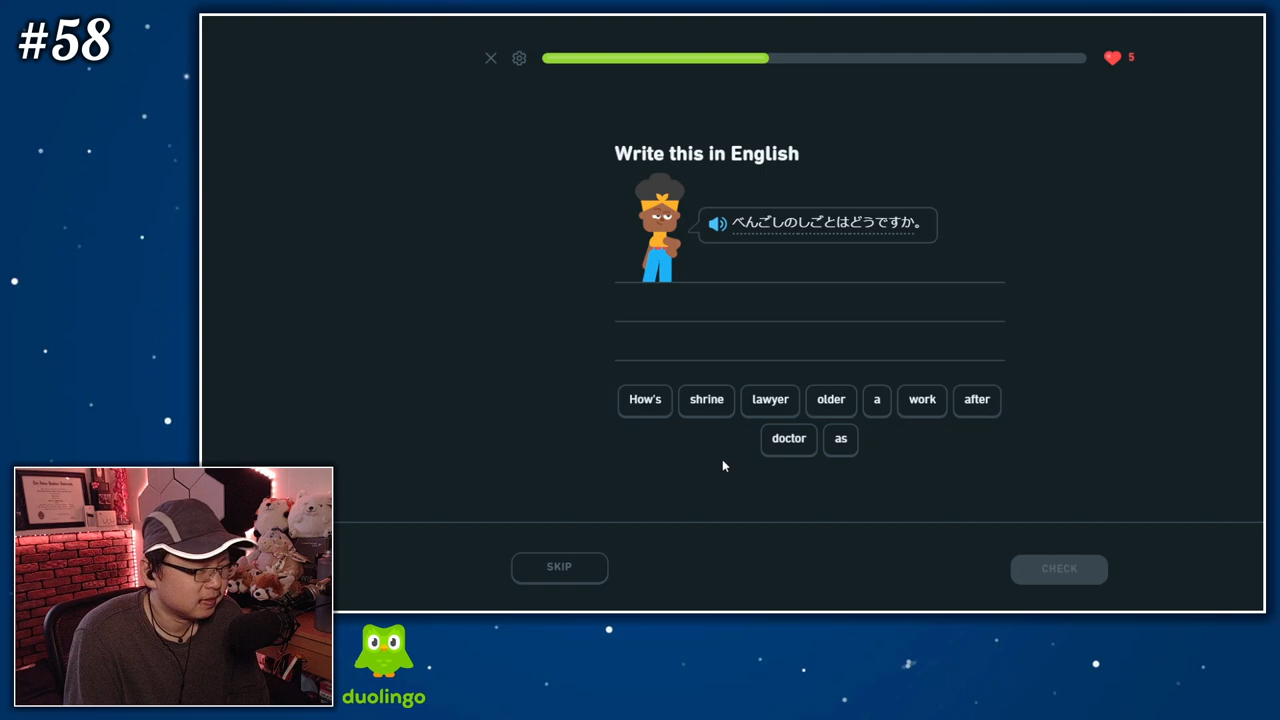 #58
5
Write this in English
べんごしのしごとはどうですか。
How's shrine lawyer older a work after
doctor as
SKIP
CHECK
duolingo